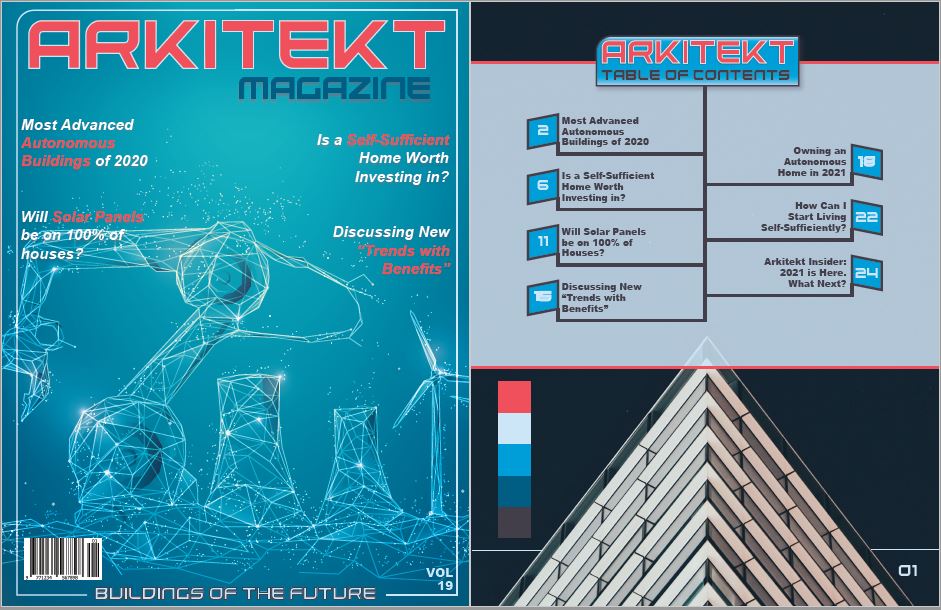 ARKITEKT
MAGAZINE
Most Advanced
Autonomous
Buildings of 2020
Is a Self-Sufficient
Home Worth
Investing in?
Will Solar Panels
be on 100% of
houses?
Discussing New
"Trends with
Benefits"
VOL
19
BUILDINGS OF THE FUTURE
ARKITEKT
TABLE OF CONTENTS
2
Most Advanced
Autonomous
Buildings of 2020
6
Is a Self-Sufficient
Home Worth
Investing in?
11
Will Solar Panels
be on 100% of
Houses?
15
Discussing New
“Trends with
Benefits”
Owning an
Autonomous
Home in 2021
18
How Can I
Start Living
Self-Sufficiently?
22
Arkitekt Insider:
2021 is Here.
What Next?
24
01